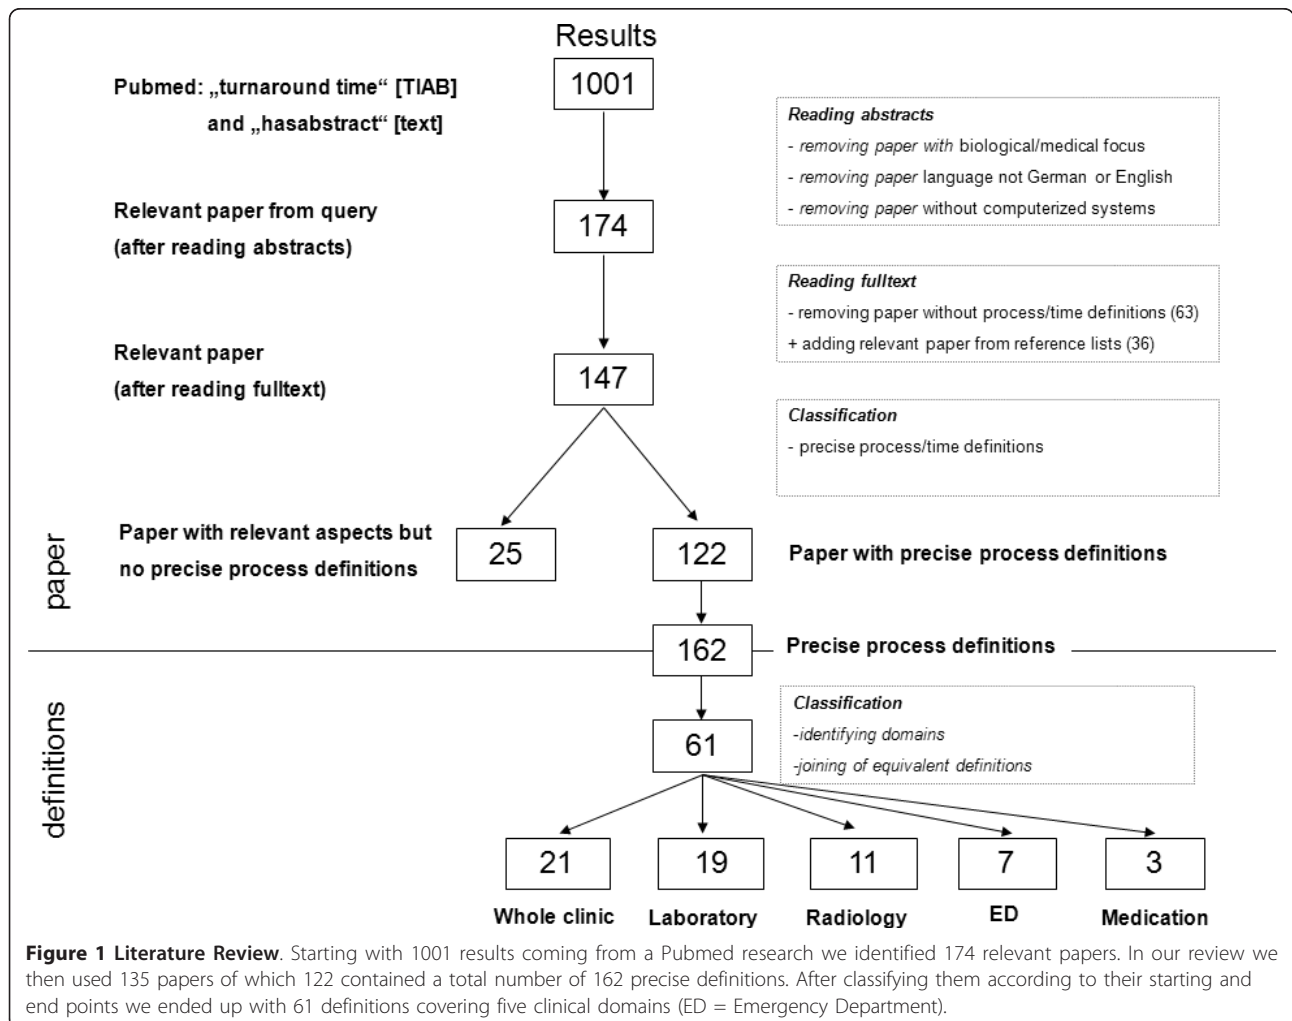 Results
Pubmed: „turnaround time“ [TIAB]
and „hasabstract“ [text]
1001
Reading abstracts
- removing paper with biological/medical focus
- removing paper language not German or English
- removing paper without computerized systems
Relevant paper from query
(after reading abstracts)
174
Reading fulltext
- removing paper without process/time definitions (63)
+ adding relevant paper from reference lists (36)
Relevant paper
(after reading fulltext)
147
Classification
- precise process/time definitions
paper
Paper with relevant aspects but
no precise process definitions
25
122
Paper with precise process definitions
162
Precise process definitions
definitions
61
Classification
-identifying domains
-joining of equivalent definitions
21
19
11
7
3
Whole clinic
Laboratory
Radiology
ED
Medication
Figure 1 Literature Review. Starting with 1001 results coming from a Pubmed research we identified 174 relevant papers. In our review we
then used 135 papers of which 122 contained a total number of 162 precise definitions. After classifying them according to their starting and
end points we ended up with 61 definitions covering five clinical domains (ED = Emergency Department).